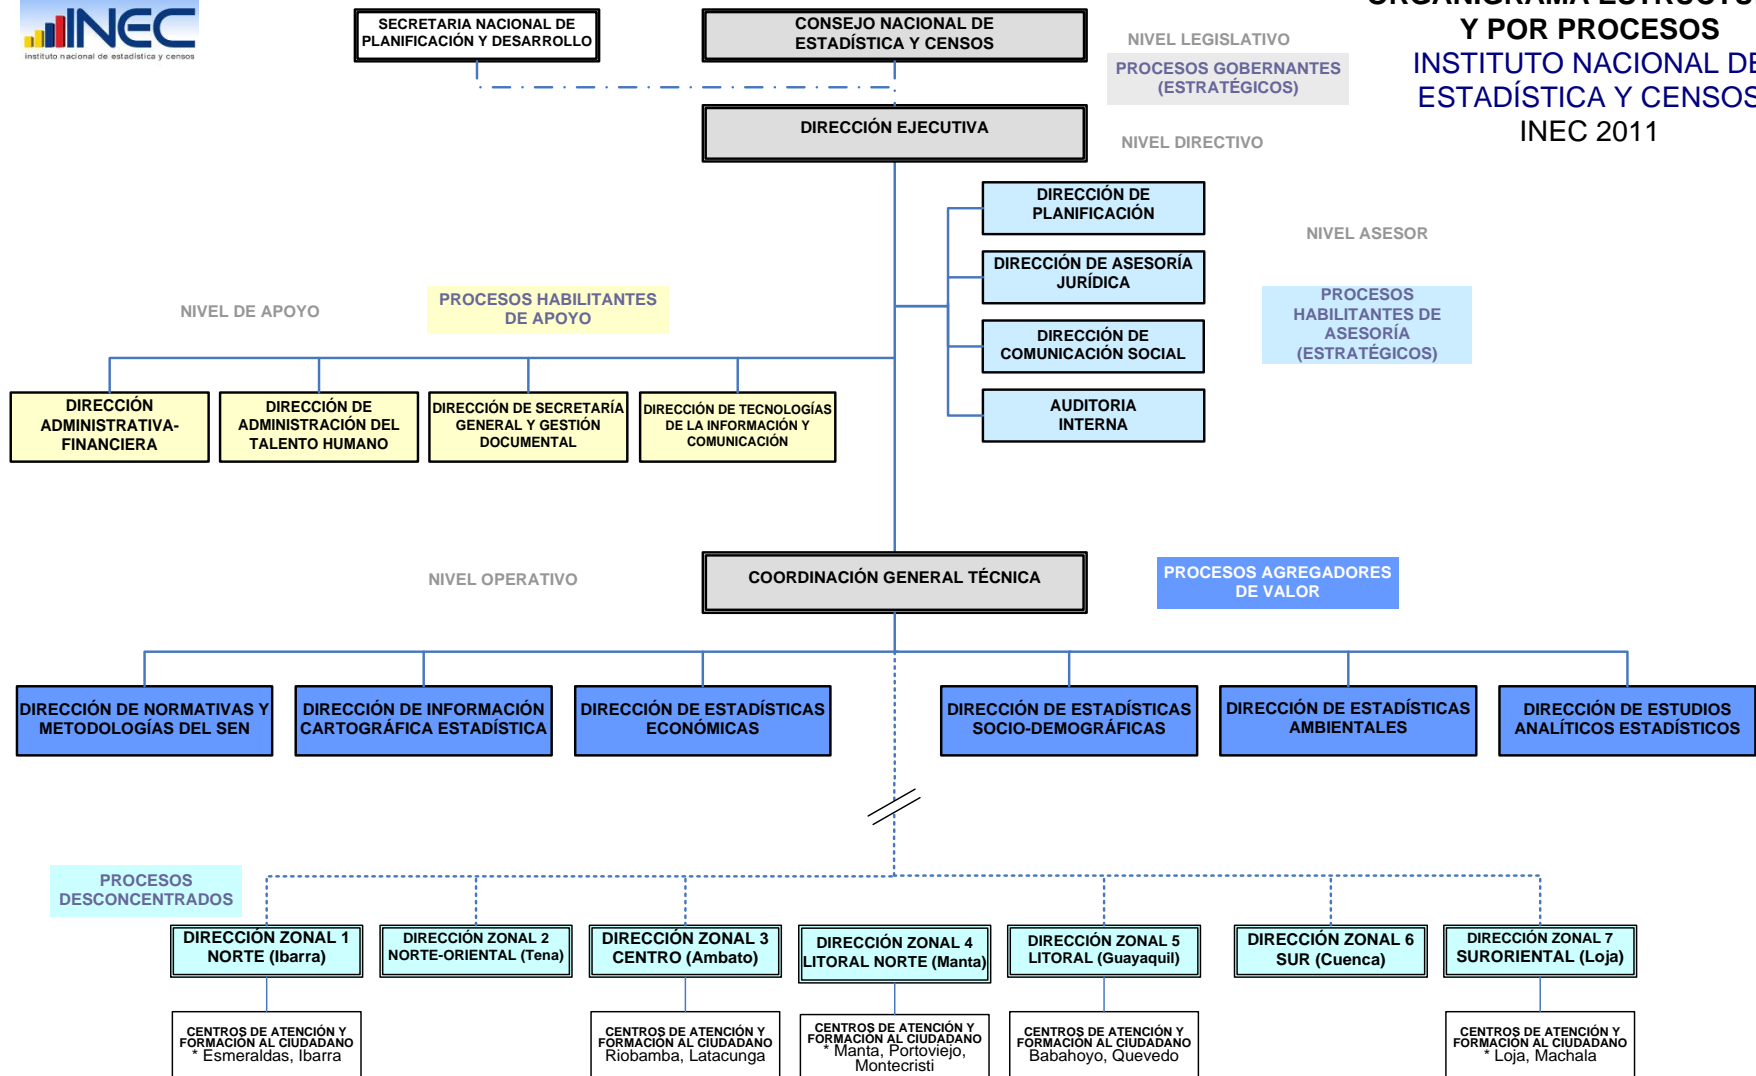 INEC
instituto nacional de estadística y censos
SECRETARIA NACIONAL DE
PLANIFICACIÓN Y DESARROLLO
CONSEJO NACIONAL DE
ESTADÍSTICA Y CENSOS
NIVEL LEGISLATIVO
PROCESOS GOBERNANTES
(ESTRATÉGICOS)
Y POR PROCESOS
INSTITUTO NACIONAL DE
ESTADÍSTICA Y CENSOS
INEC 2011
DIRECCIÓN EJECUTIVA
NIVEL DIRECTIVO
DIRECCIÓN DE
PLANIFICACIÓN
NIVEL ASESOR
DIRECCIÓN DE ASESORÍA
JURÍDICA
PROCESOS
HABILITANTES DE
ASESORÍA
(ESTRATÉGICOS)
DIRECCIÓN DE
COMUNICACIÓN SOCIAL
AUDITORIA
INTERNA
NIVEL DE APOYO
PROCESOS HABILITANTES
DE APOYO
DIRECCIÓN
ADMINISTRATIVA-
FINANCIERA
DIRECCIÓN DE
ADMINISTRACIÓN DEL
TALENTO HUMANO
DIRECCIÓN DE SECRETARÍA
GENERAL Y GESTIÓN
DOCUMENTAL
DIRECCIÓN DE TECNOLOGÍAS
DE LA INFORMACIÓN Y
COMUNICACIÓN
NIVEL OPERATIVO
COORDINACIÓN GENERAL TÉCNICA
PROCESOS AGREGADORES
DE VALOR
DIRECCIÓN DE NORMATIVAS Y
METODOLOGÍAS DEL SEN
DIRECCIÓN DE INFORMACIÓN
CARTOGRÁFICA ESTADÍSTICA
DIRECCIÓN DE ESTADÍSTICAS
ECONÓMICAS
DIRECCIÓN DE ESTADÍSTICAS
SOCIO-DEMOGRÁFICAS
DIRECCIÓN DE ESTADÍSTICAS
AMBIENTALES
DIRECCIÓN DE ESTUDIOS
ANALÍTICOS ESTADÍSTICOS
PROCESOS
DESCONCENTRADOS
DIRECCIÓN ZONAL 1
NORTE (Ibarra)
DIRECCIÓN ZONAL 2
NORTE-ORIENTAL (Tena)
DIRECCIÓN ZONAL 3
CENTRO (Ambato)
DIRECCIÓN ZONAL 4
LITORAL NORTE (Manta)
DIRECCIÓN ZONAL 5
LITORAL (Guayaquil)
DIRECCIÓN ZONAL 6
SUR (Cuenca)
DIRECCIÓN ZONAL 7
SURORIENTAL (Loja)
CENTROS DE ATENCIÓN Y
FORMACIÓN AL CIUDADANO
* Esmeraldas, Ibarra
CENTROS DE ATENCIÓN Y
FORMACIÓN AL CIUDADANO
Riobamba, Latacunga
CENTROS DE ATENCIÓN Y
FORMACIÓN AL CIUDADANO
* Manta, Portoviejo,
Montecristi
CENTROS DE ATENCIÓN Y
FORMACIÓN AL CIUDADANO
Babahoyo, Quevedo
CENTROS DE ATENCIÓN Y
FORMACIÓN AL CIUDADANO
* Loja, Machala